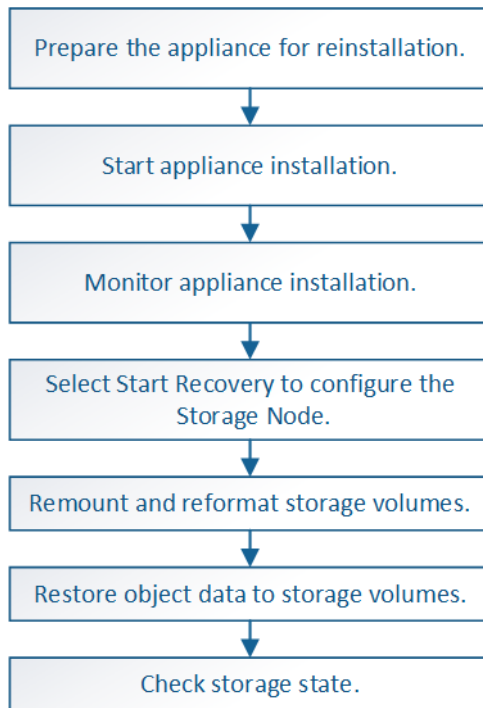 Prepare the appliance for reinstallation.
Start appliance installation.
Monitor appliance installation.
Select Start Recovery to configure the
Storage Node.
Remount and reformat storage volumes.
Restore object data to storage volumes.
Check storage state.